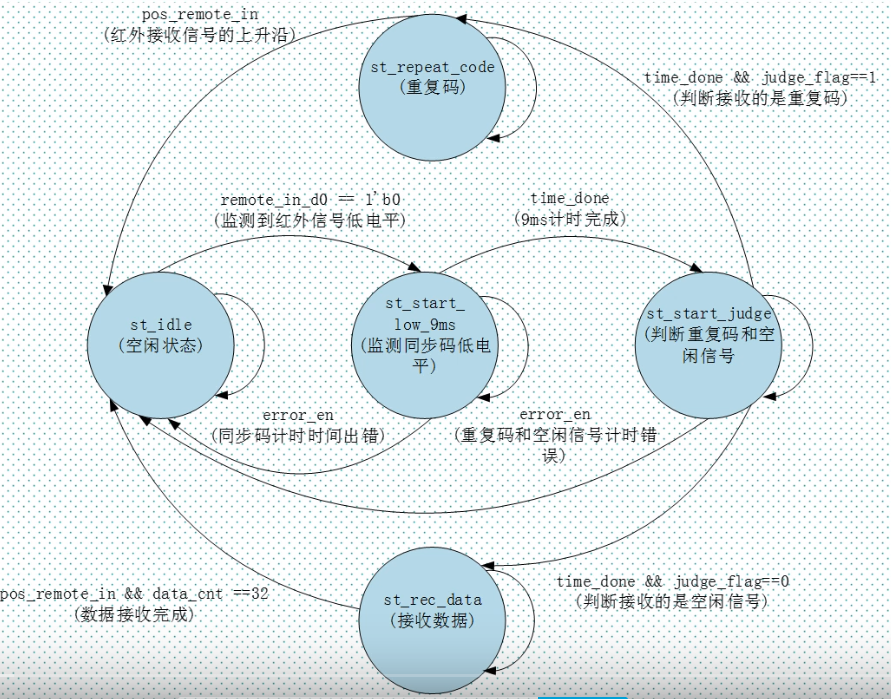 pos_remote_in
(红外接收信号的上升沿)
st_repeat_code
(重复码)
time_done && judge_flag==1
(判断接收的是重复码)
remote_in_d0 == 1'b0
(监测到红外信号低电平)
time_done
(9ms计时完成)
st_idle
(空闲状态)
st_start_
low_9ms
(监测同步码低电
平)
st_start_judge
(判断重复码和空
闲信号
error_en
(同步码计时时间出错)
error_en
(重复码和空闲信号计时错
误)
pos_remote_in && data_cnt ==32
(数据接收完成)
st_rec_data
(接收数据)
time_done && judge_flag==0
(判断接收的是空闲信号)